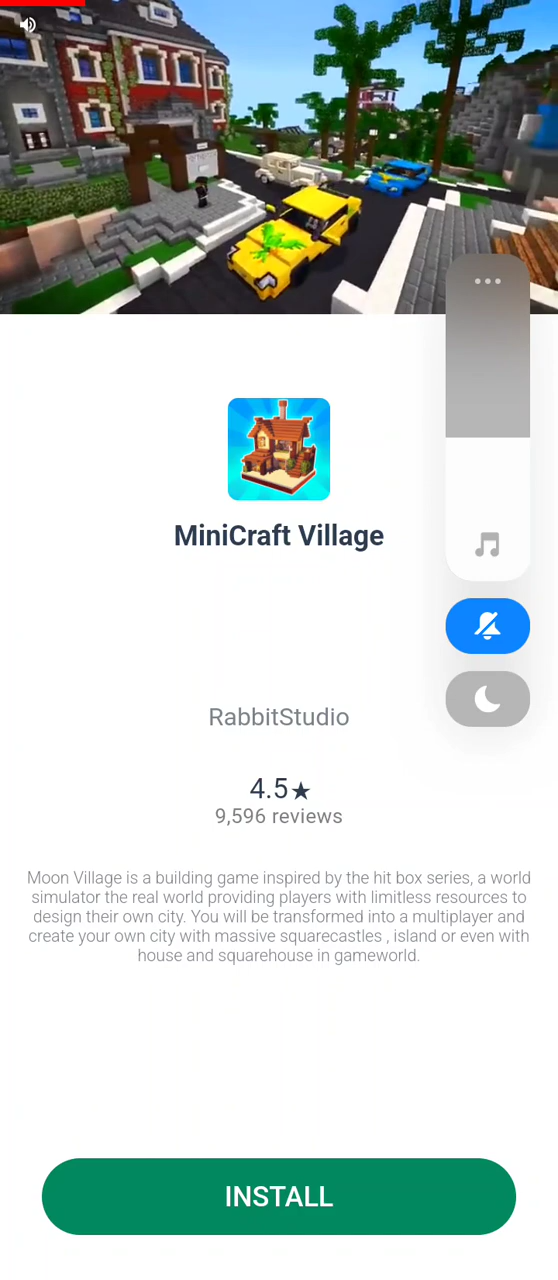 MiniCraft Village
RabbitStudio
4.5★
9,596 reviews
Moon Village is a building game inspired by the hit box series, a world
simulator the real world providing players with limitless resources to
design their own city. You will be transformed into a multiplayer and
create your own city with massive squarecastles , island or even with
house and squarehouse in gameworld.
INSTALL